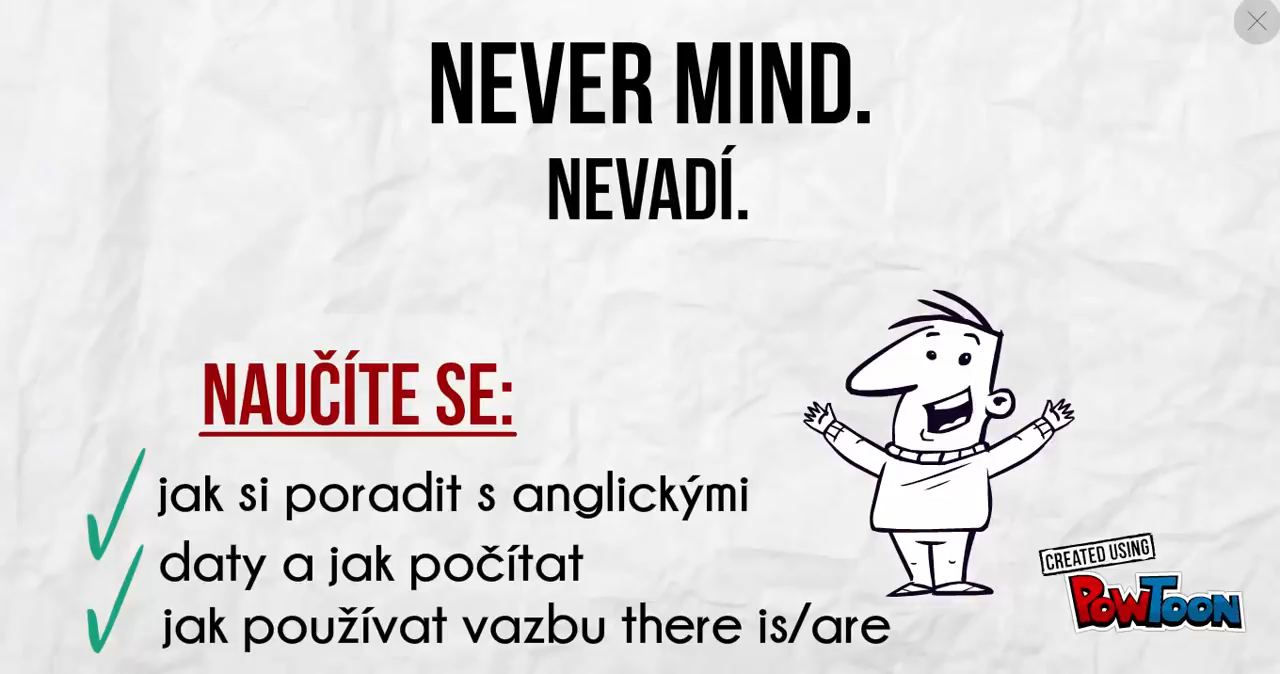 NEVER MIND.
NEVADÍ.
NAUČÍTE SE:
jak si poradit s anglickými
daty a jak počítat
jak používat vazbu there is/are
CREATED USING
PowToon